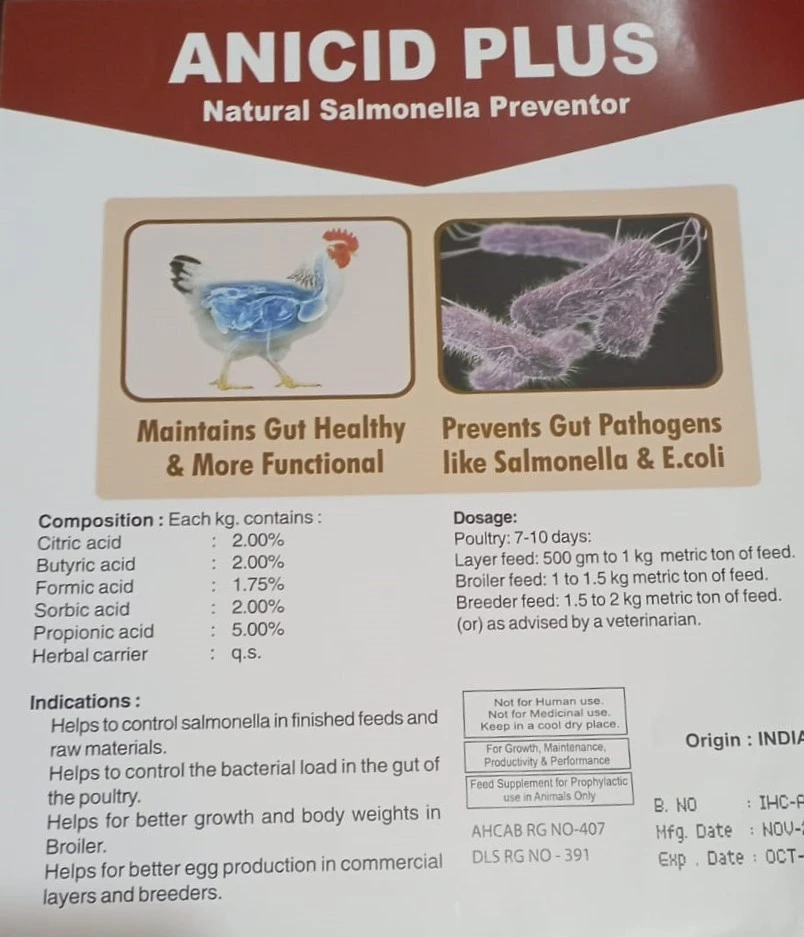 ANICID PLUS
Natural Salmonella Preventor
Maintains Gut Healthy
& More Functional
Prevents Gut Pathogens
like Salmonella & E.coli
Composition : Each kg. contains :
Citric acid : 2.00%
Butyric acid : 2.00%
Formic acid : 1.75%
Sorbic acid : 2.00%
Propionic acid : 5.00%
Herbal carrier : q.s.
Dosage:
Poultry: 7-10 days:
Layer feed: 500 gm to 1 kg metric ton of feed.
Broiler feed: 1 to 1.5 kg metric ton of feed.
Breeder feed: 1.5 to 2 kg metric ton of feed.
(or) as advised by a veterinarian.
Indications :
Helps to control salmonella in finished feeds and
raw materials.
Helps to control the bacterial load in the gut of
the poultry.
Helps for better growth and body weights in
Broiler.
Helps for better egg production in commercial
layers and breeders.
Not for Human use.
Not for Medicinal use.
Keep in a cool dry place.
For Growth, Maintenance,
Productivity & Performance
Feed Supplement for Prophylactic
use in Animals Only
AHCAB RG NO-407
DLS RG NO - 391
Origin : INDIA
B. NO : IHC-
Mfg. Date : NOV-
Exp . Date : OCT-